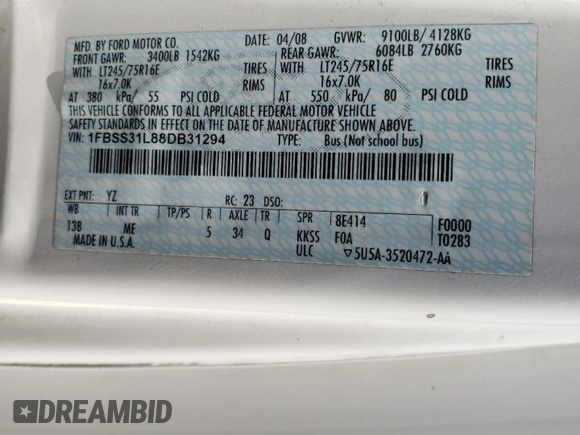 MFD. BY FORD MOTOR CO.
DATE: 04/08 GVWR: 9100LB/ 4128KG
FRONT GAWR: 3400LB 1542KG
REAR GAWR: 6084LB 2760KG
WITH LT245/75R16E TIRES
WITH LT245/75R16E TIRES
16x7.0K RIMS
16x7.0K RIMS
AT 380 kPa/ 55 PSI COLD
AT 550 kPa/ 80 PSI COLD
THIS VEHICLE CONFORMS TO ALL APPLICABLE FEDERAL MOTOR VEHICLE
SAFETY STANDARDS IN EFFECT ON THE DATE OF MANUFACTURE SHOWN ABOVE.
VIN: 1FBSS31L88DB31294 TYPE: Bus (Not school Bus)
EXT PNT: YZ RC: 23 DSO:
WB INT TR TP/PS R AXLE TR SPR 8E414 F0000
138 ME 5 34 Q KKSS FOA T0283
MADE IN U.S.A. ULC ▽5U5A-3520472-AA
DREAMBID